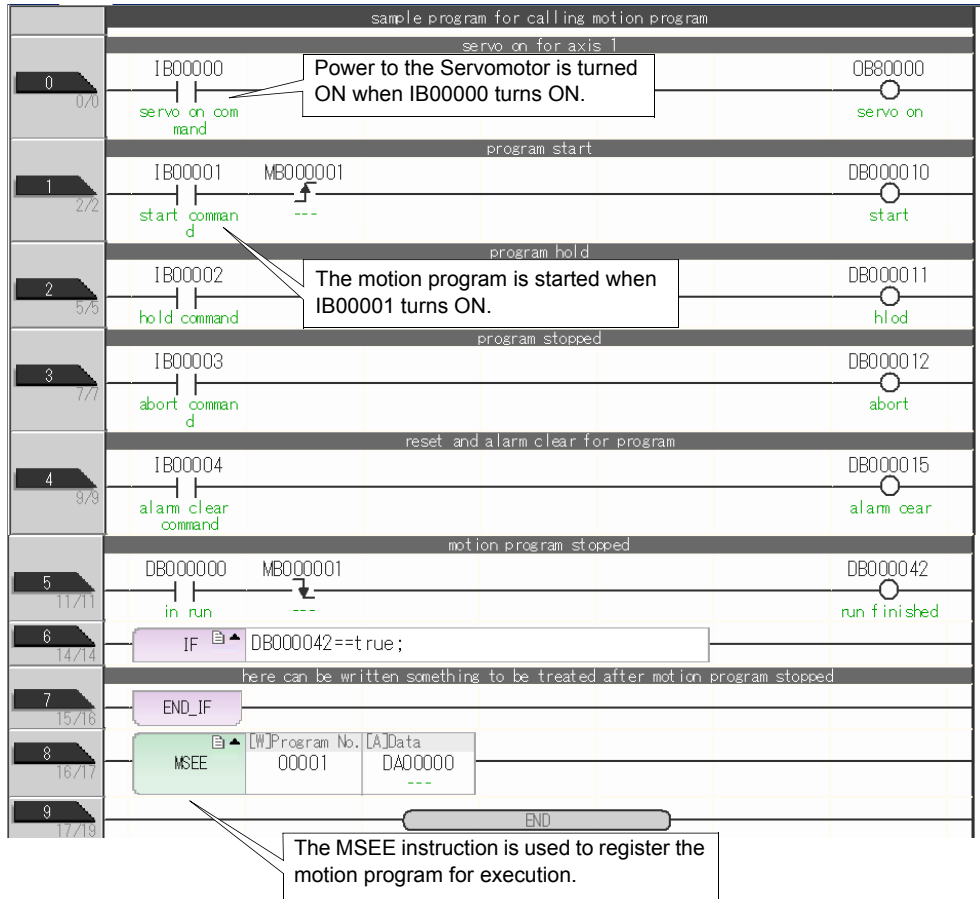 sample program for calling motion program
servo on for axis 1
0
0/0
IB00000
servo on com
mand
Power to the Servomotor is turned
ON when IB00000 turns ON.
OB80000
servo on
program start
1
2/2
IB00001
start comman
d
MB000001
---
DB000010
start
program hold
2
5/5
IB00002
hold command
The motion program is started when
IB00001 turns ON.
DB000011
hlod
program stopped
3
7/7
IB00003
abort comman
d
DB000012
abort
reset and alarm clear for program
4
9/9
IB00004
alarm clear
command
DB000015
alarm cear
motion program stopped
5
11/11
DB000000
in run
MB000001
---
DB000042
run finished
6
14/14
IF
DB000042==true;
here can be written something to be treated after motion program stopped
7
15/16
END_IF
8
16/17
MSEE
[W]Program No.
00001
[A]Data
DA00000
---
9
17/19
END
The MSEE instruction is used to register the
motion program for execution.